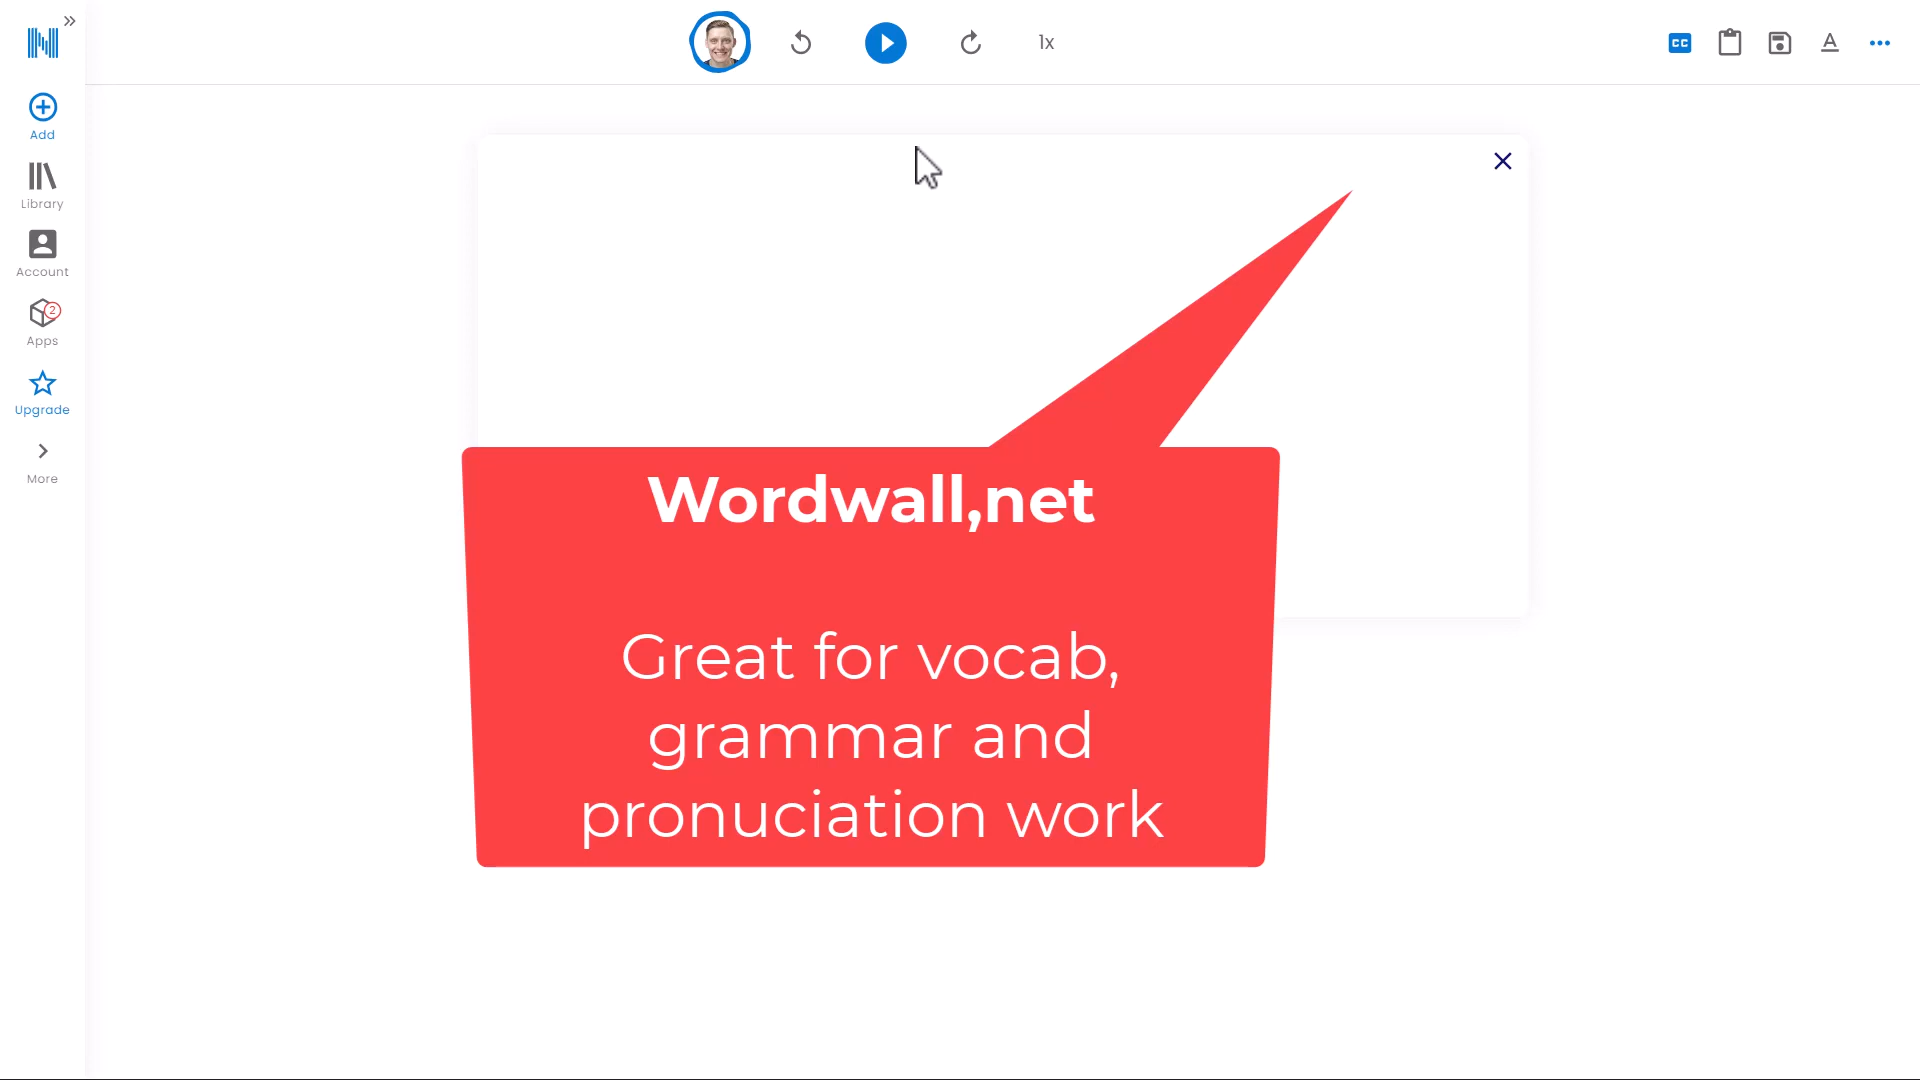 1x
CC
A
Add
Library
Account
2
Apps
Upgrade
More
Wordwall,net
Great for vocab,
grammar and
pronuciation work